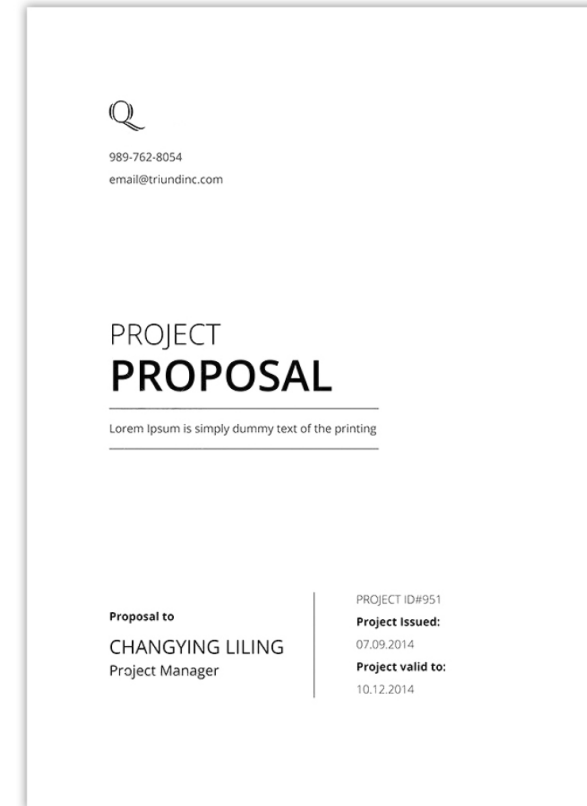 Q
989-762-8054
email@triundinc.com
PROJECT
PROPOSAL
Lorem Ipsum is simply dummy text of the printing
Proposal to
CHANGYING LILING
Project Manager
PROJECT ID#951
Project Issued:
07.09.2014
Project valid to:
10.12.2014